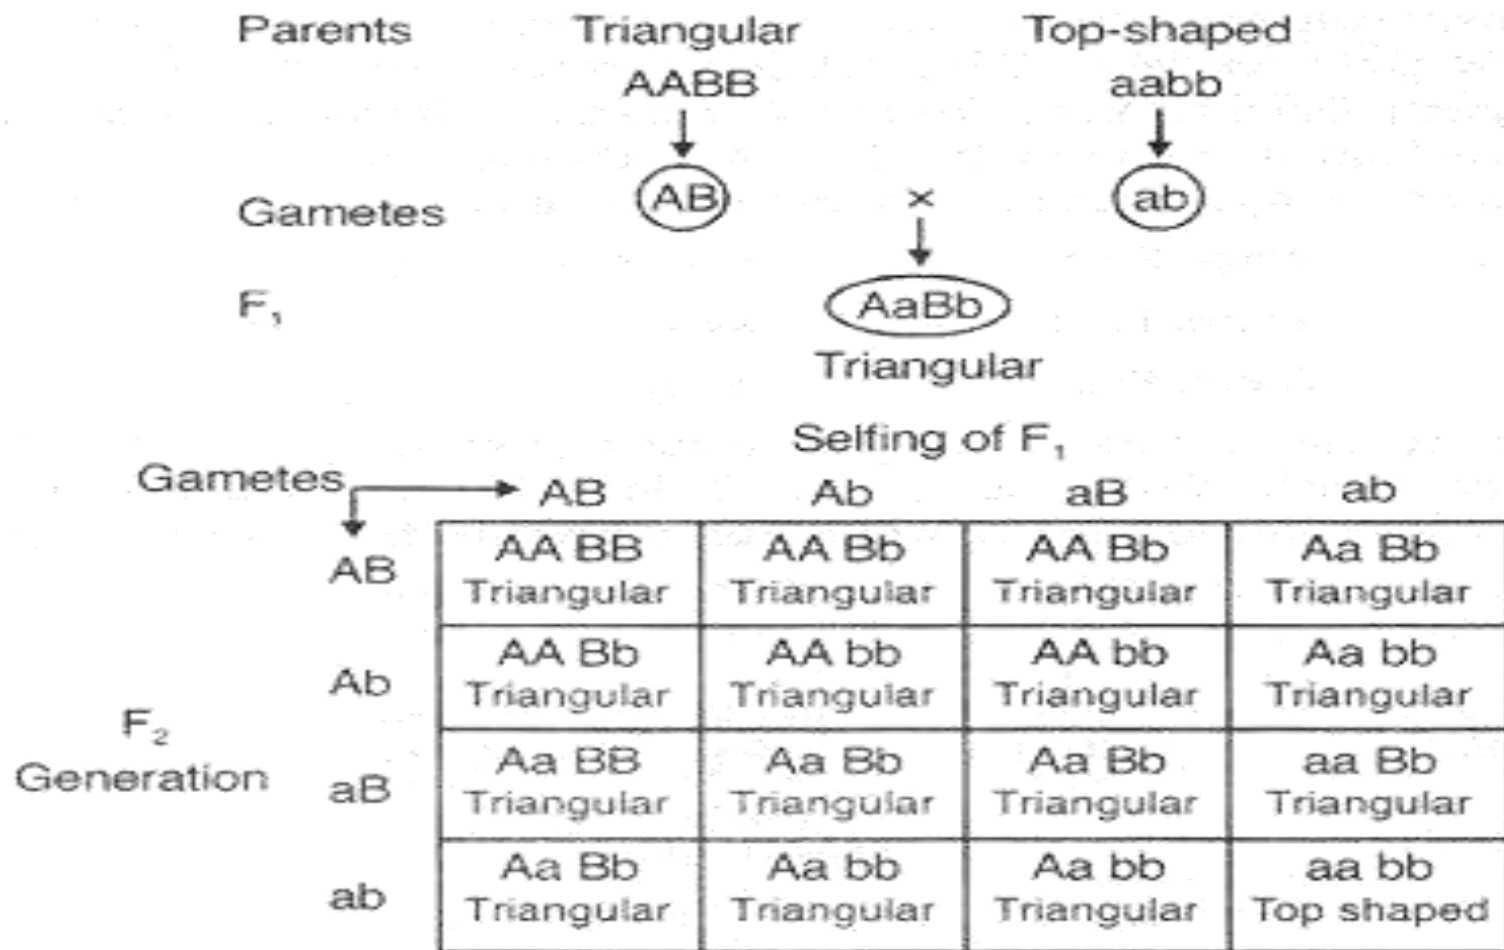 Parents Triangular Top-shaped
AABB aabb
Gametes AB × ab
F₁ AaBb
Triangular
Selfing of F₁
Gametes AB Ab aB ab
AB AA BB AA Bb AA Bb Aa Bb
Triangular Triangular Triangular Triangular
Ab AA Bb AA bb AA bb Aa bb
Triangular Triangular Triangular Triangular
F₂
Generation
aB Aa BB Aa Bb Aa Bb aa Bb
Triangular Triangular Triangular Triangular
ab Aa Bb Aa bb Aa bb aa bb
Triangular Triangular Triangular Top shaped